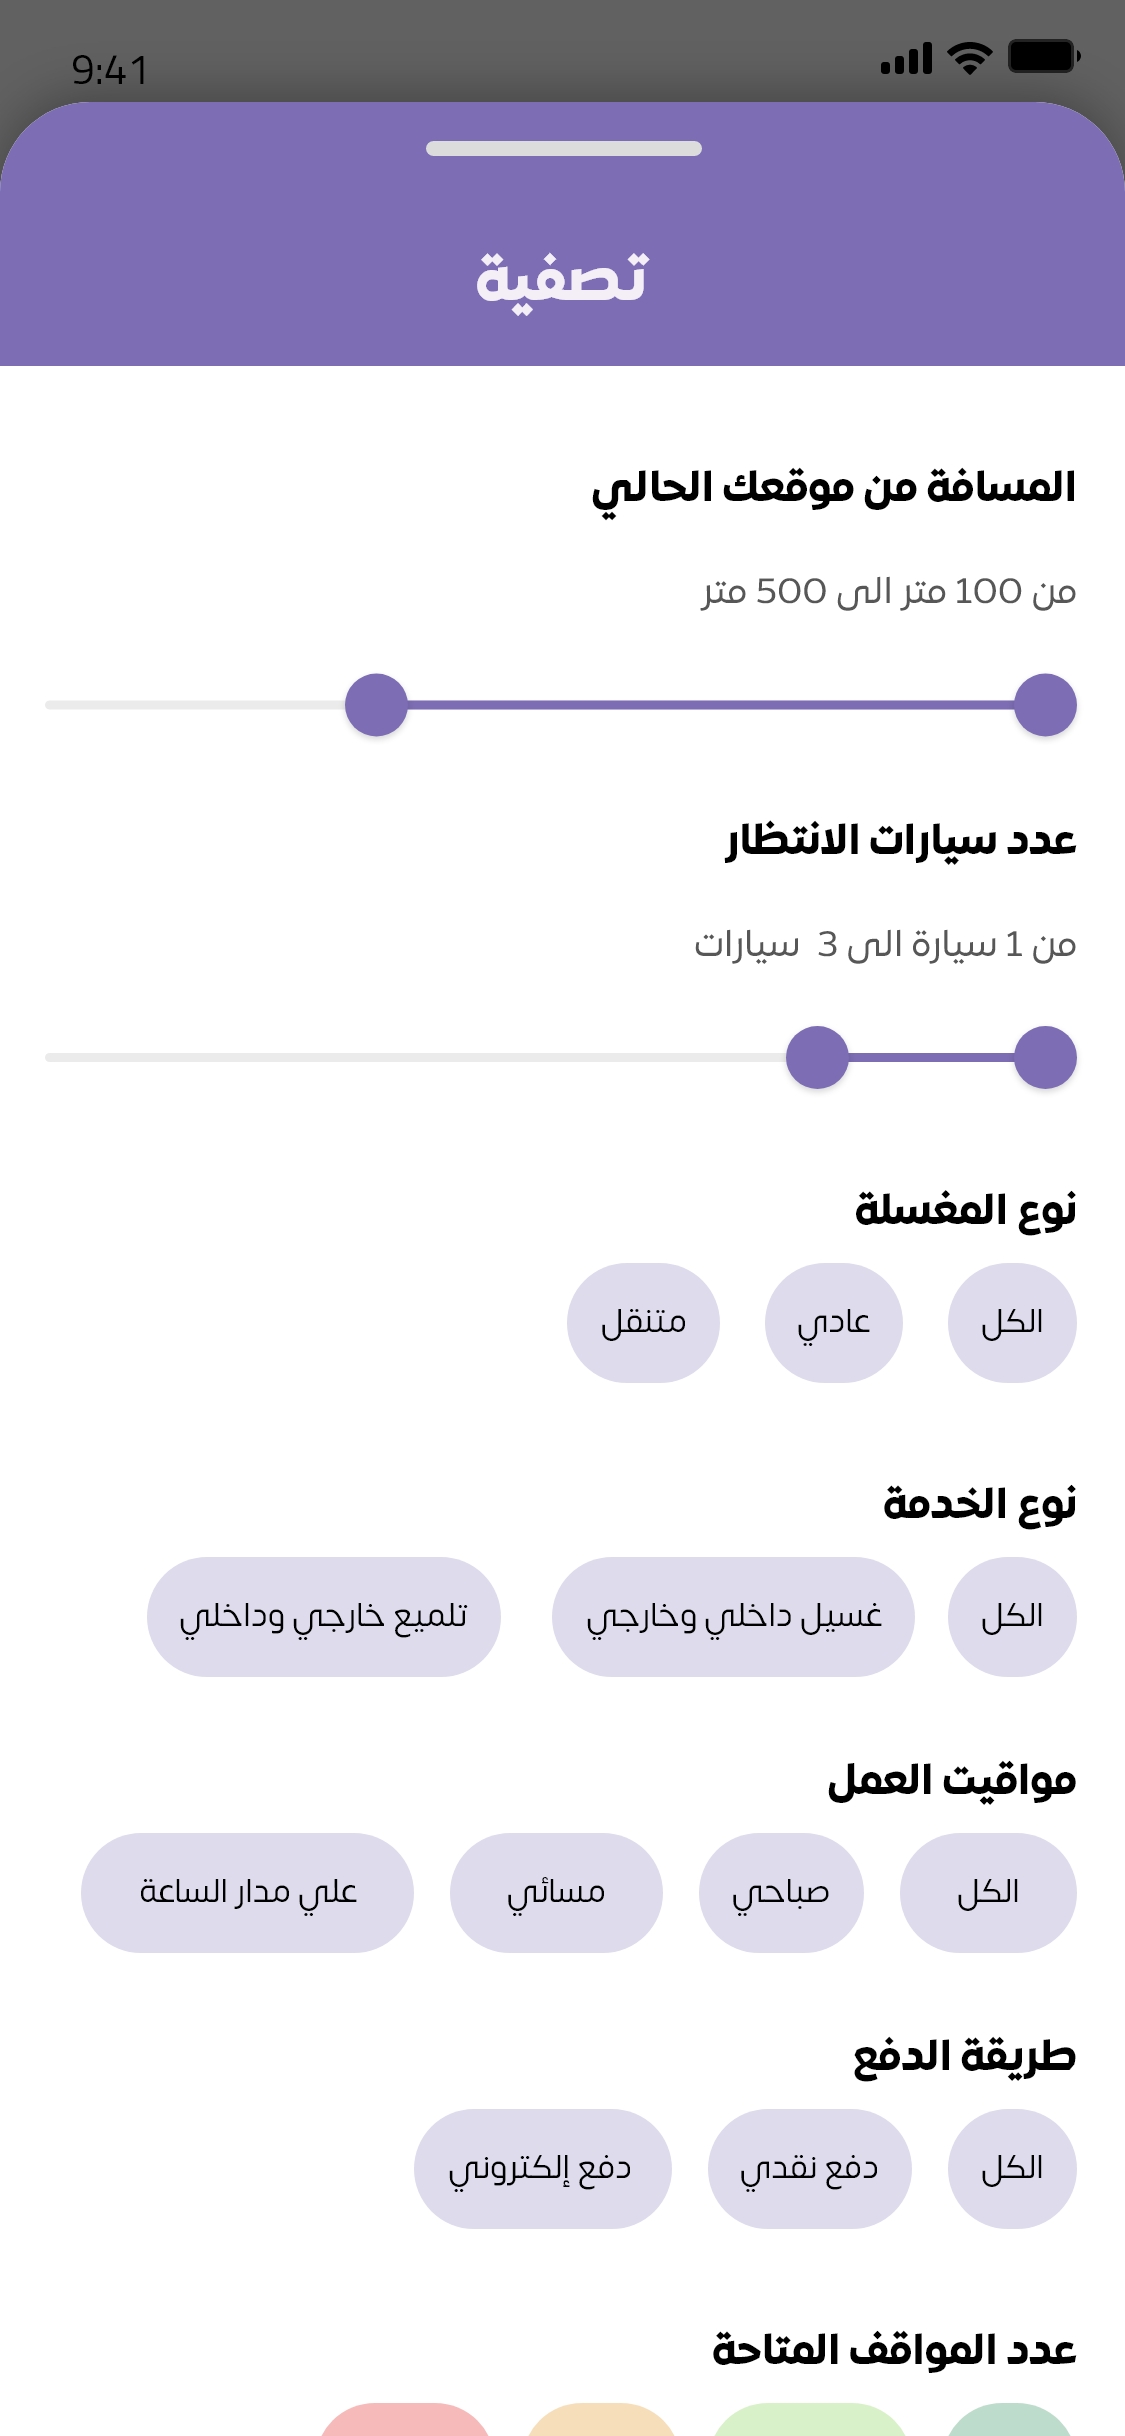 9:41
تصفية
المسافة من موقعك الحالي
من 100 متر الى 500 متر
عدد سيارات الانتظار
من 1 سيارة الى 3 سيارات
نوع المغسلة
الكل عادي متنقل
نوع الخدمة
الكل غسيل داخلي وخارجي تلميع خارجي وداخلي
مواقيت العمل
الكل صباحي مسائي علي مدار الساعة
طريقة الدفع
الكل دفع نقدي دفع إلكتروني
عدد المواقف المتاحة